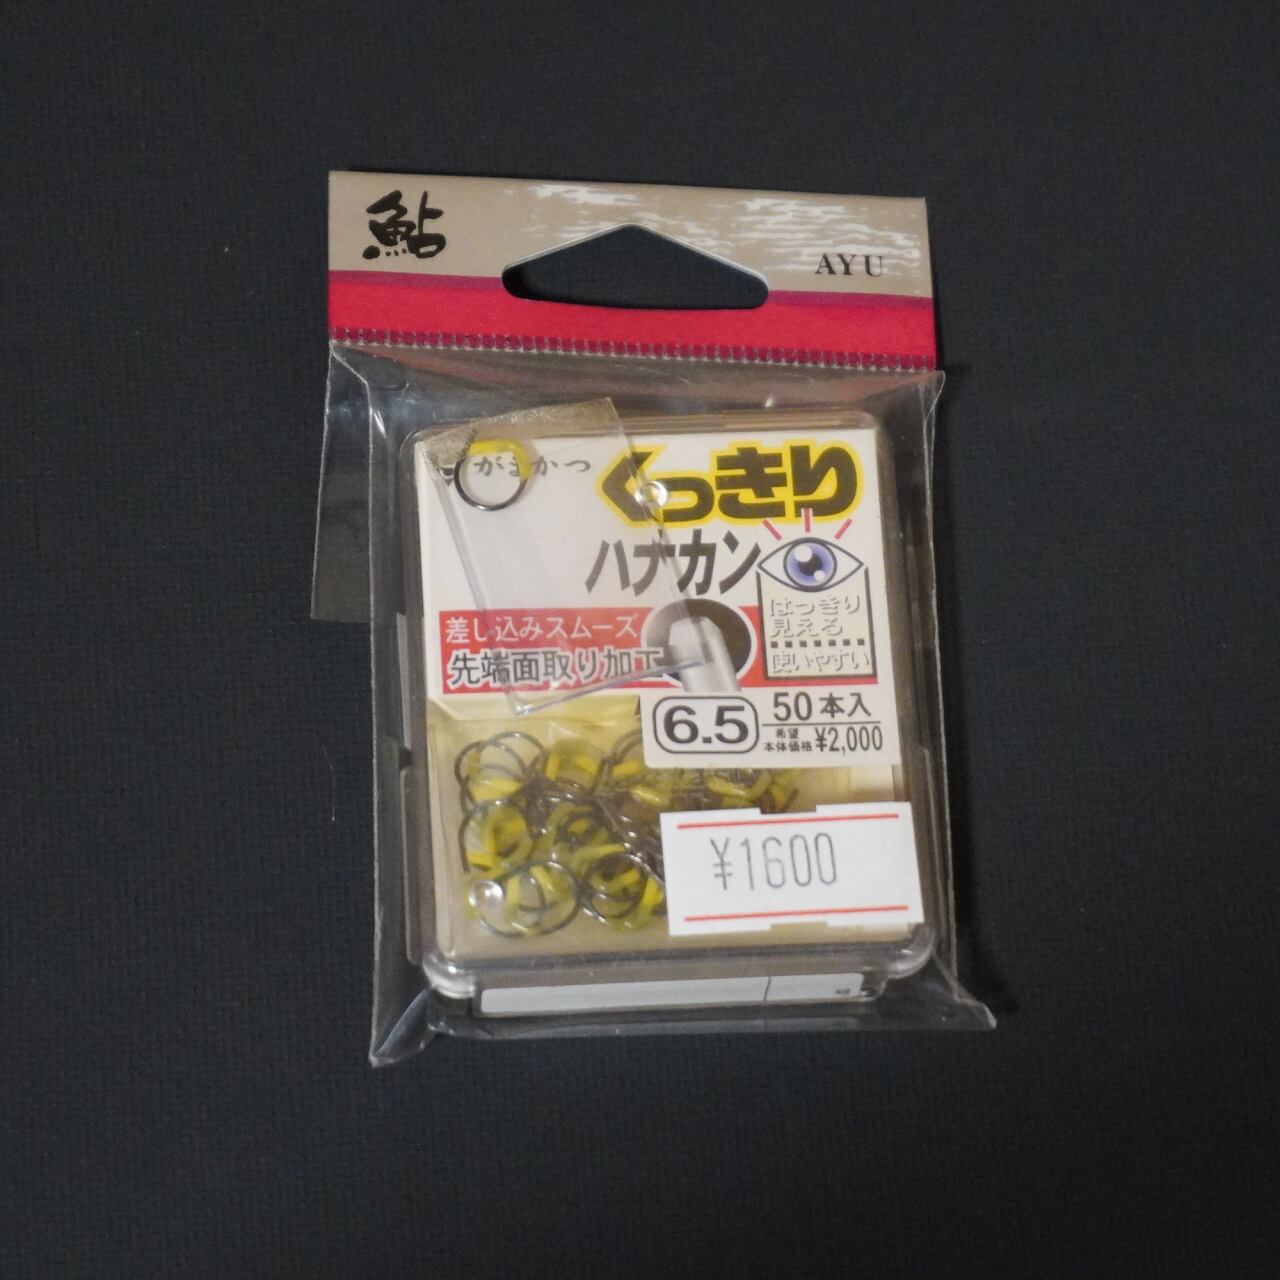 鮎
AYU
がまかつ
くっきり
ハナカン
はっきり
見える
使いやすい
差し込みスムーズ
先端面取り加工
6.5
50本入
希望
本体価格 ¥2,000
¥1600